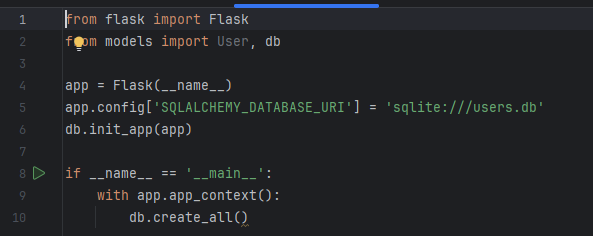 1 from flask import Flask
2 from models import User, db
3
4 app = Flask(__name__)
5 app.config['SQLALCHEMY_DATABASE_URI'] = 'sqlite:///users.db'
6 db.init_app(app)
7
8 if __name__ == '__main__':
9     with app.app_context():
10         db.create_all()